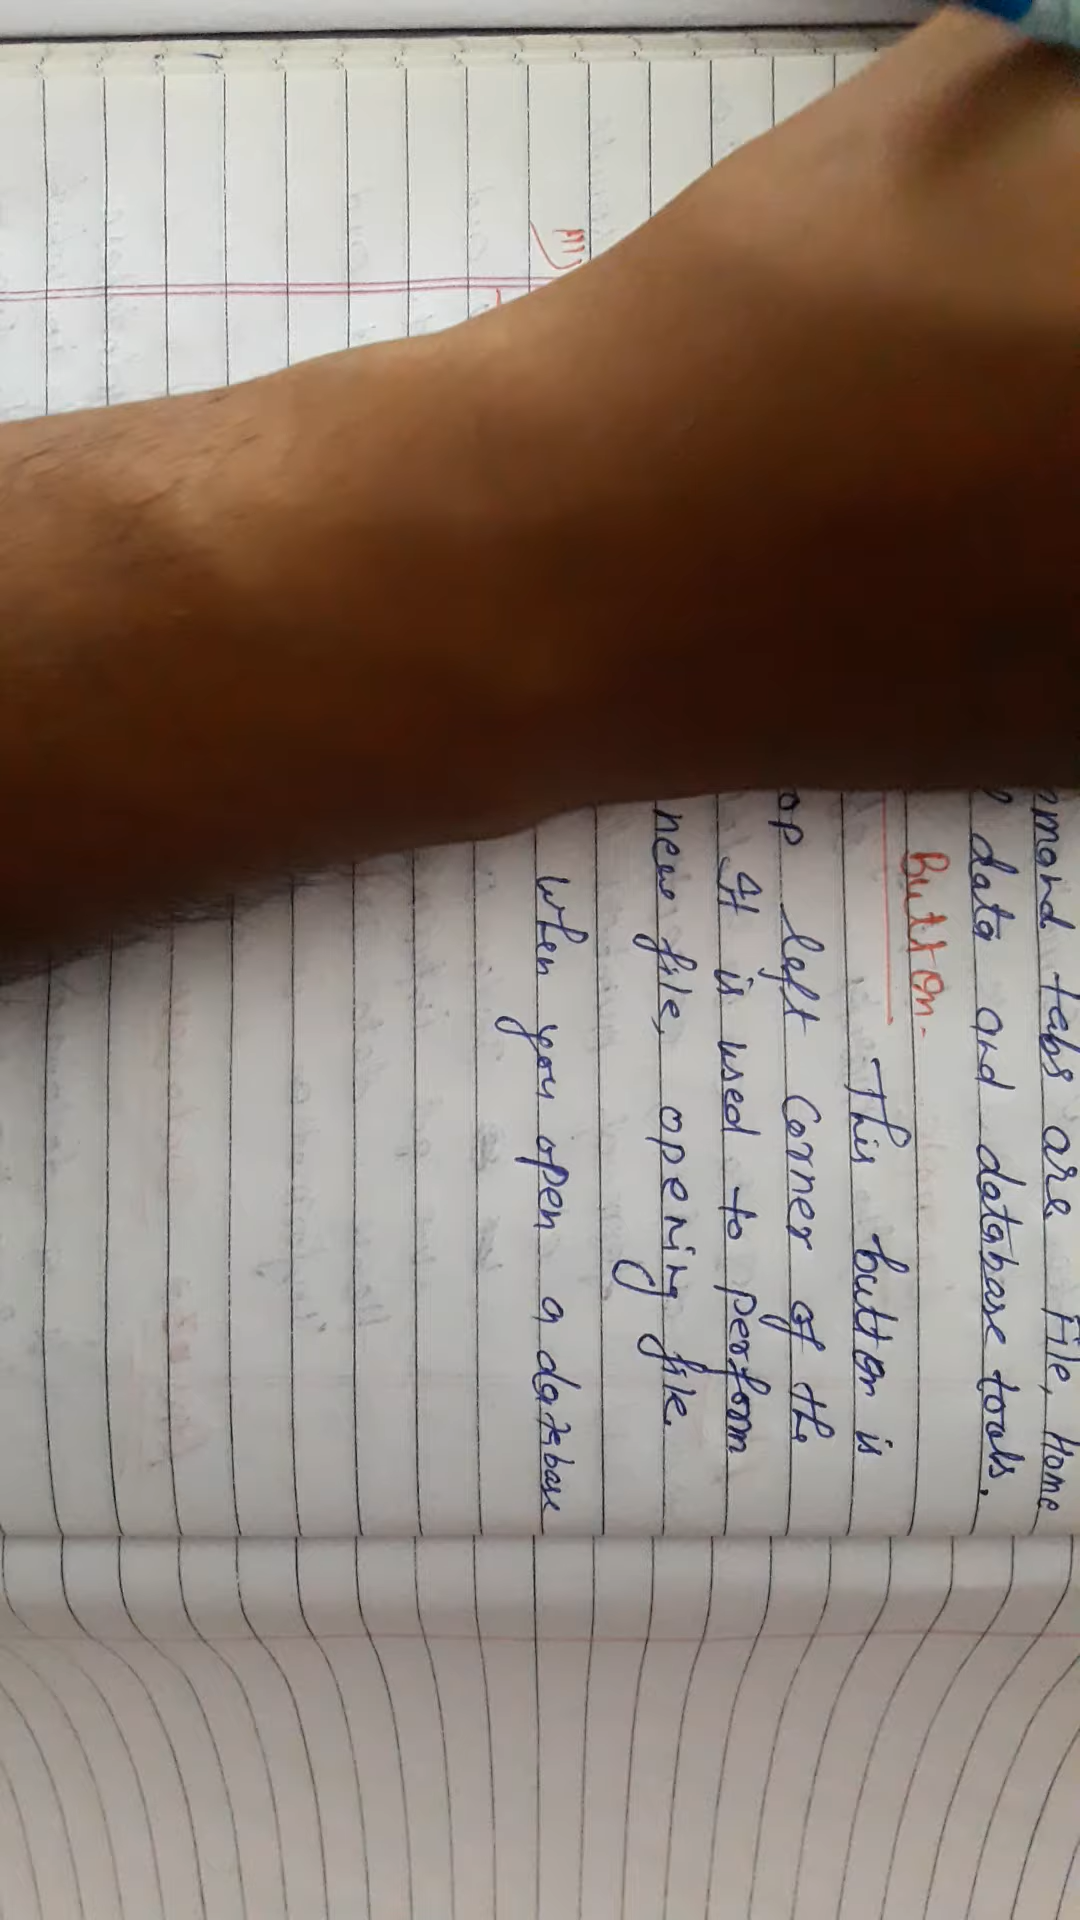 tabs are File, Home
data and database tools.
Button-
This button is
op left corner of the
It is used to perform
new file, opening file.
When you open a database